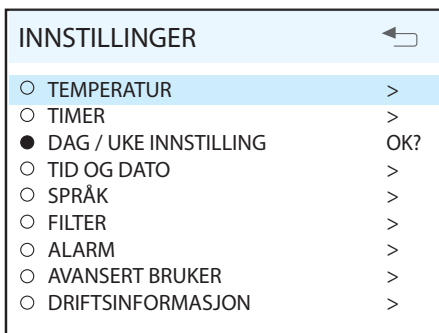 INNSTILLINGER
TEMPERATUR >
TIMER >
DAG / UKE INNSTILLING OK?
TID OG DATO >
SPRÅK >
FILTER >
ALARM >
AVANSERT BRUKER >
DRIFTSINFORMASJON >